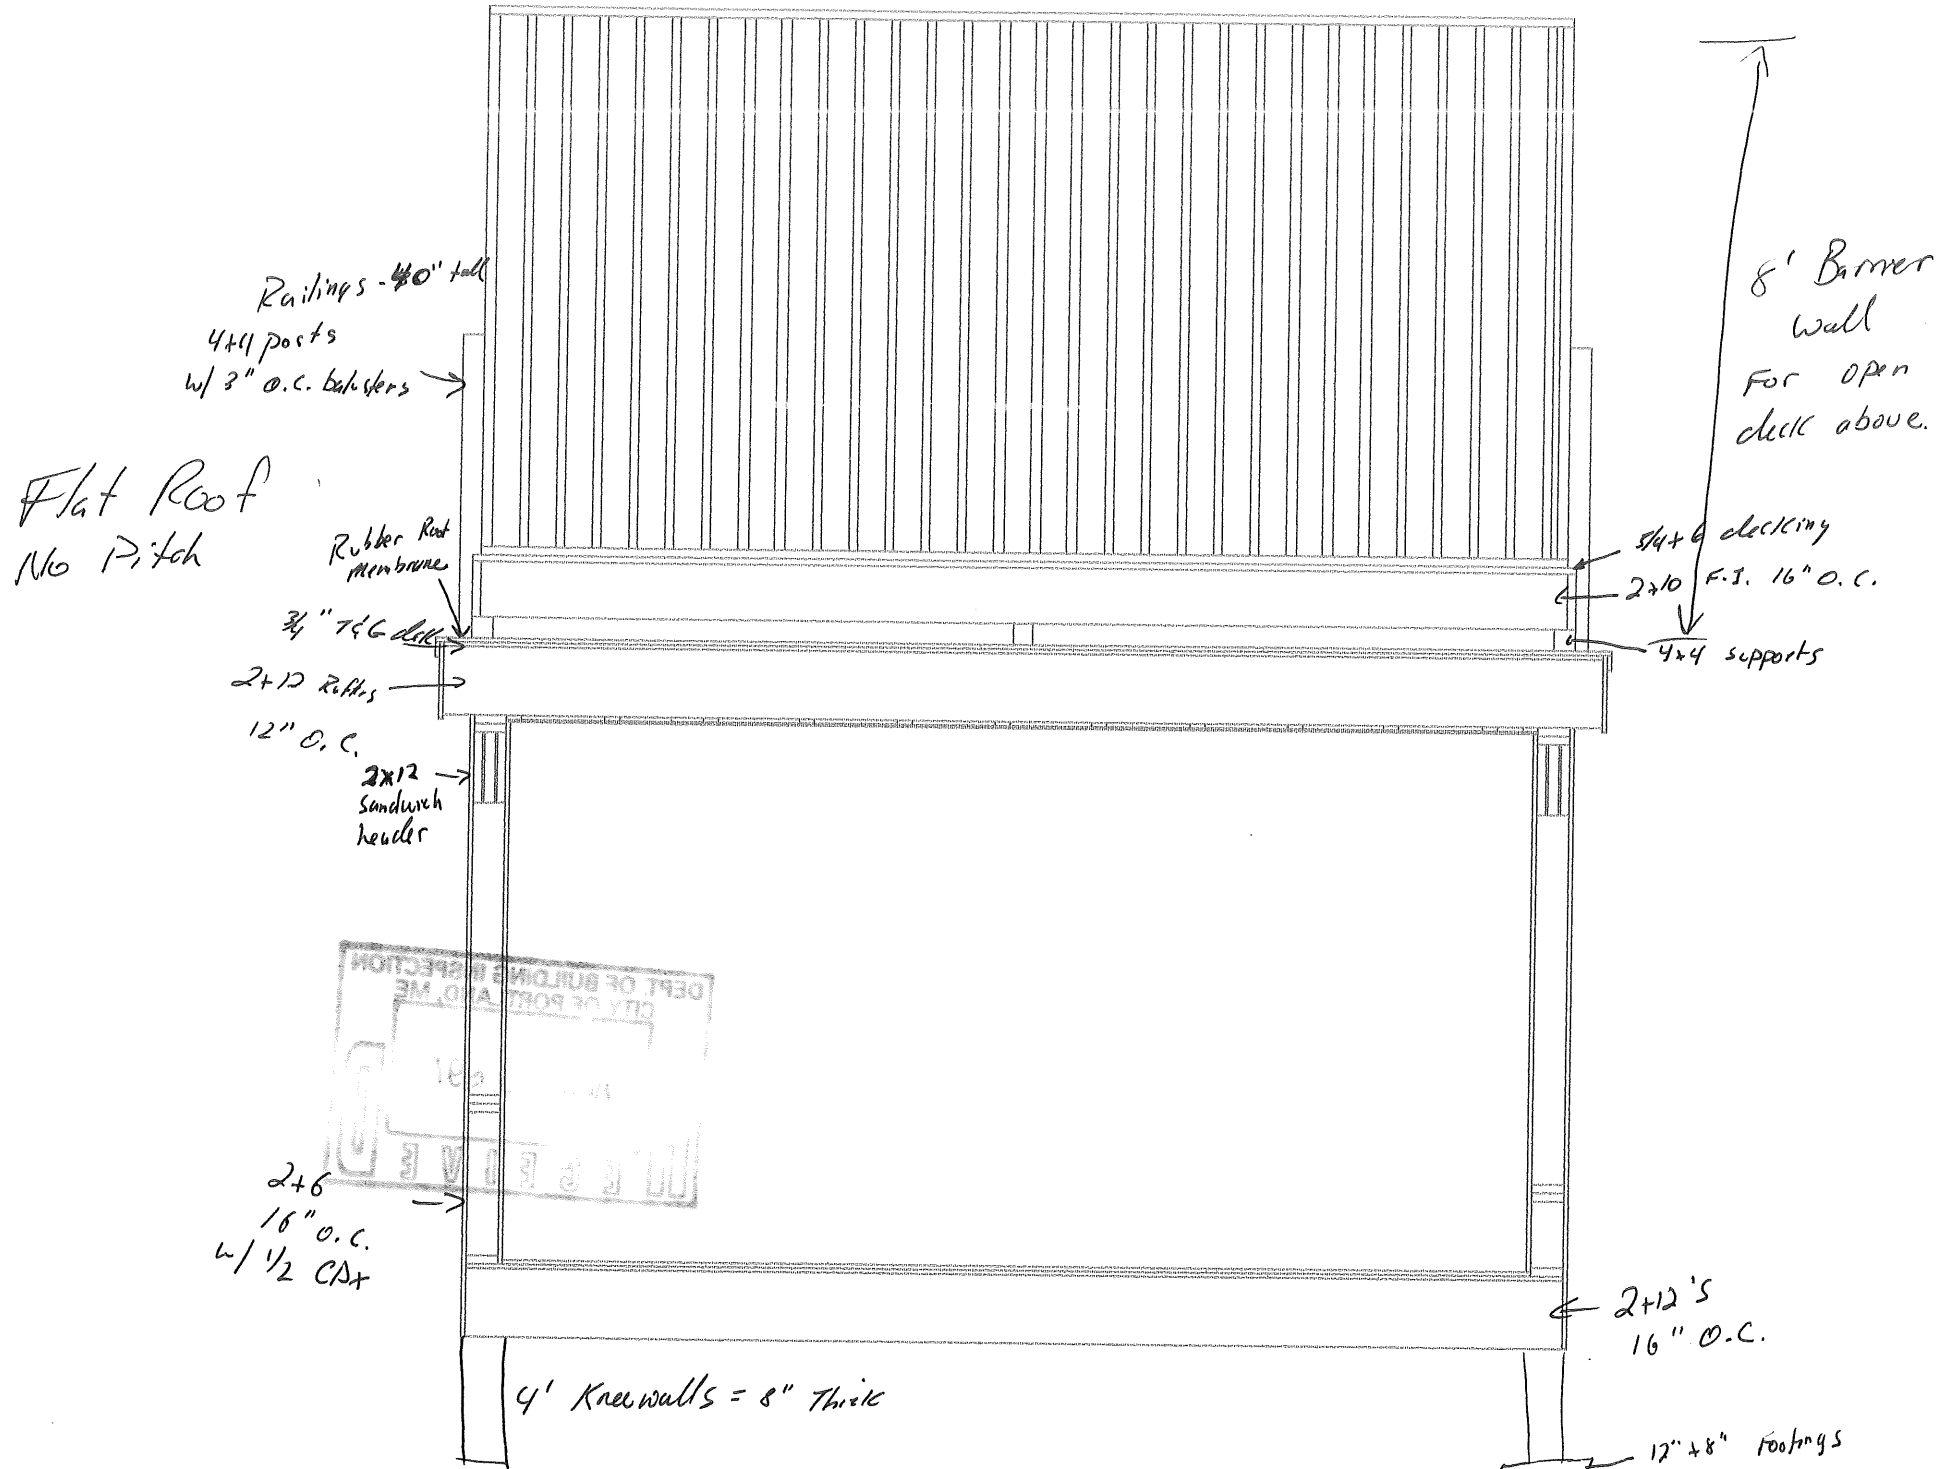 Railings - 40" tall
4x4 posts
w/ 3" O.C. balusters
Flat Roof
No Pitch
Rubber Roof
membrane
3/4" T&G deck
2x12 Rafters
12" O.C.
2x12
Sandwich
header
8' Barrier
Wall
For open
deck above.
5/4x6 decking
2x10 F.J. 16" O.C.
4x4 supports
DEPT. OF BUILDING INSPECTION
CITY OF PORTLAND, ME
RECEIVED
2x6
16" O.C.
w/ 1/2 CDX
2x12's
16" O.C.
4' Kneewalls = 8" Thick
12"x8" Footings